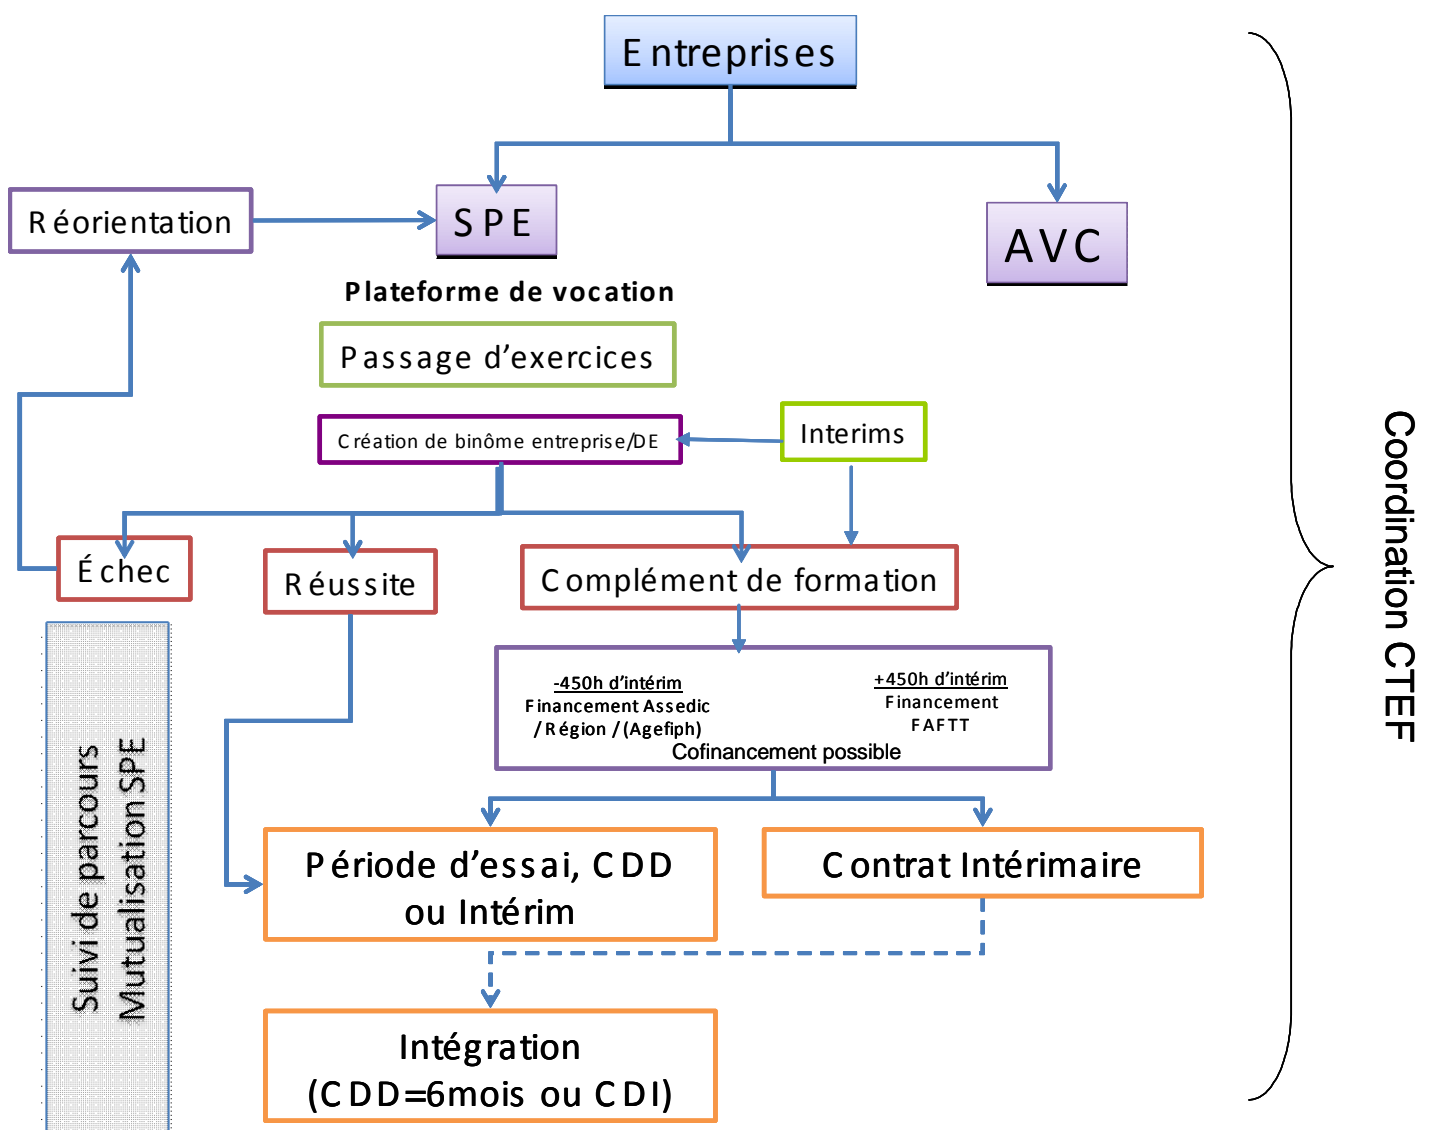 Entreprises
Réorientation
SPE
AVC
Plateforme de vocation
Passage d’exercices
Création de binôme entreprise/DE
Interims
Échec
Réussite
Complément de formation
-450h d’intérim
Financement Assedic
/ Région / (Agefiph)
+450h d’intérim
Financement
FAFTT
Cofinancement possible
Période d’essai, CDD
ou Intérim
Contrat Intérimaire
Intégration
(CDD=6mois ou CDI)
Suivi de parcours
Mutualisation SPE
Coordination CTEF